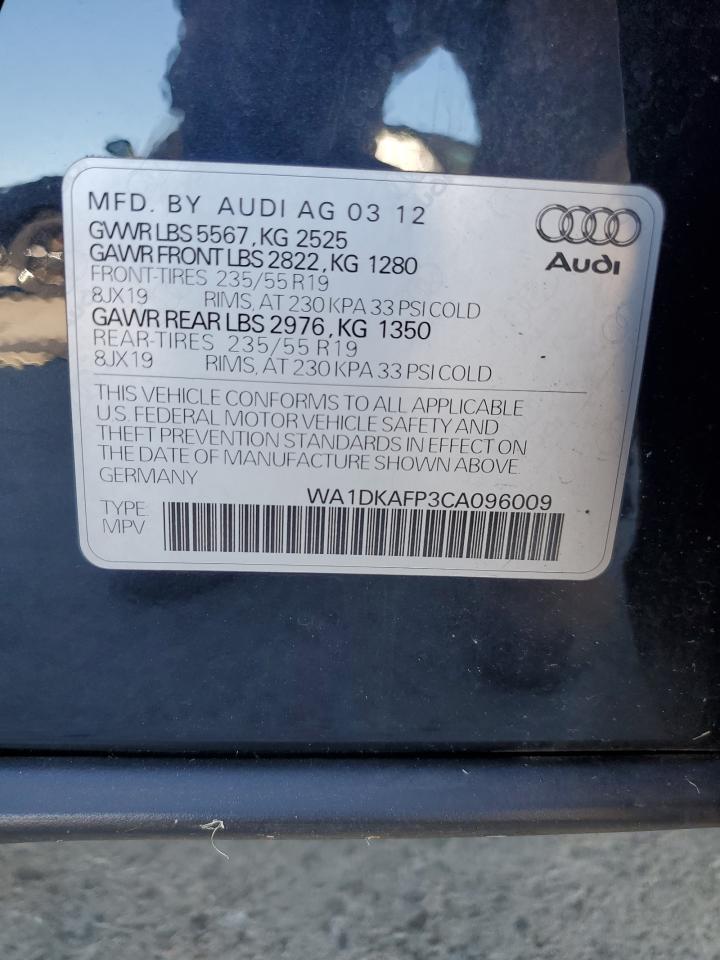 MFD. BY AUDI AG 03 12
GWR LBS 5567, KG 2525
GAWR FRONT LBS 2822, KG 1280
FRONT-TIRES 235/55 R19
8JX19 RIMS, AT 230 KPA 33 PSI COLD
GAWR REAR LBS 2976, KG 1350
REAR-TIRES 235/55 R19
8JX19 RIMS, AT 230 KPA 33 PSI COLD
Audi
THIS VEHICLE CONFORMS TO ALL APPLICABLE
U.S. FEDERAL MOTOR VEHICLE SAFETY AND
THEFT PREVENTION STANDARDS IN EFFECT ON
THE DATE OF MANUFACTURE SHOWN ABOVE.
GERMANY
WA1DKAFP3CA096009
TYPE:
MPV